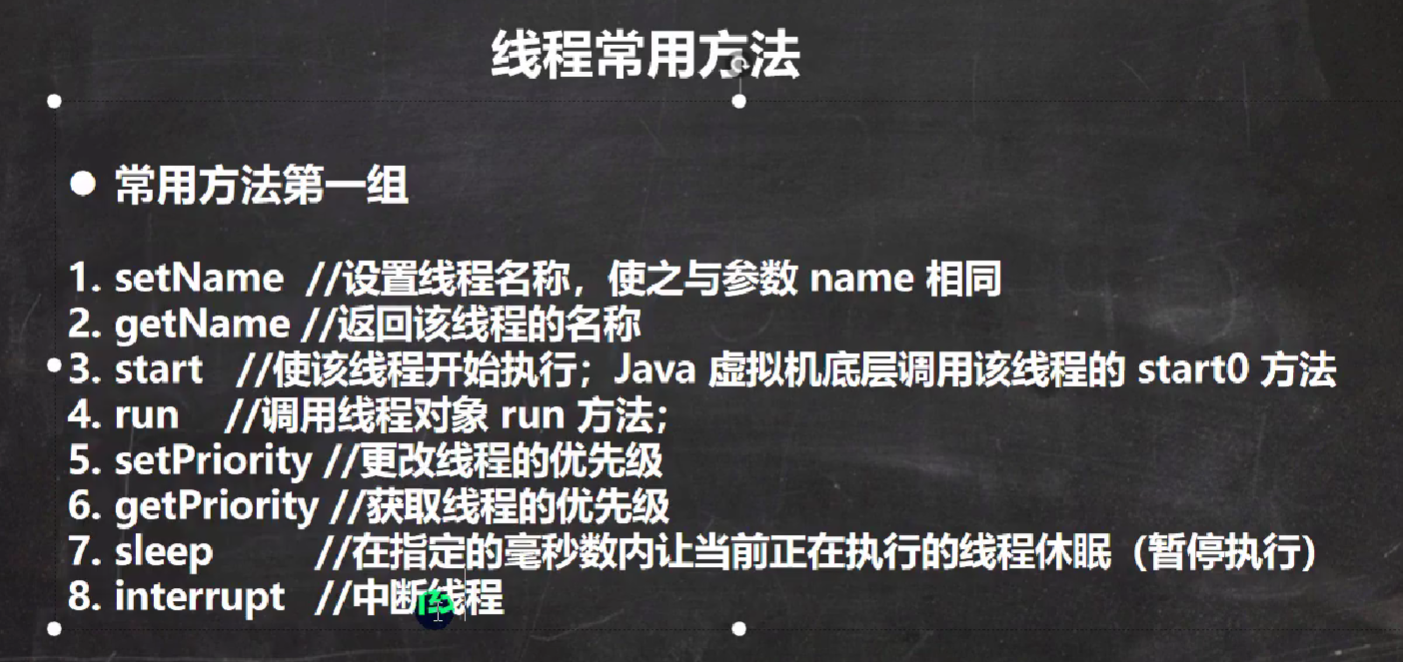 线程常用方法
● 常用方法第一组
1. setName //设置线程名称，使之与参数 name 相同
2. getName //返回该线程的名称
3. start //使该线程开始执行；Java 虚拟机底层调用该线程的 start0 方法
4. run //调用线程对象 run 方法；
5. setPriority //更改线程的优先级
6. getPriority //获取线程的优先级
7. sleep //在指定的毫秒数内让当前正在执行的线程休眠（暂停执行）
8. interrupt //中断线程